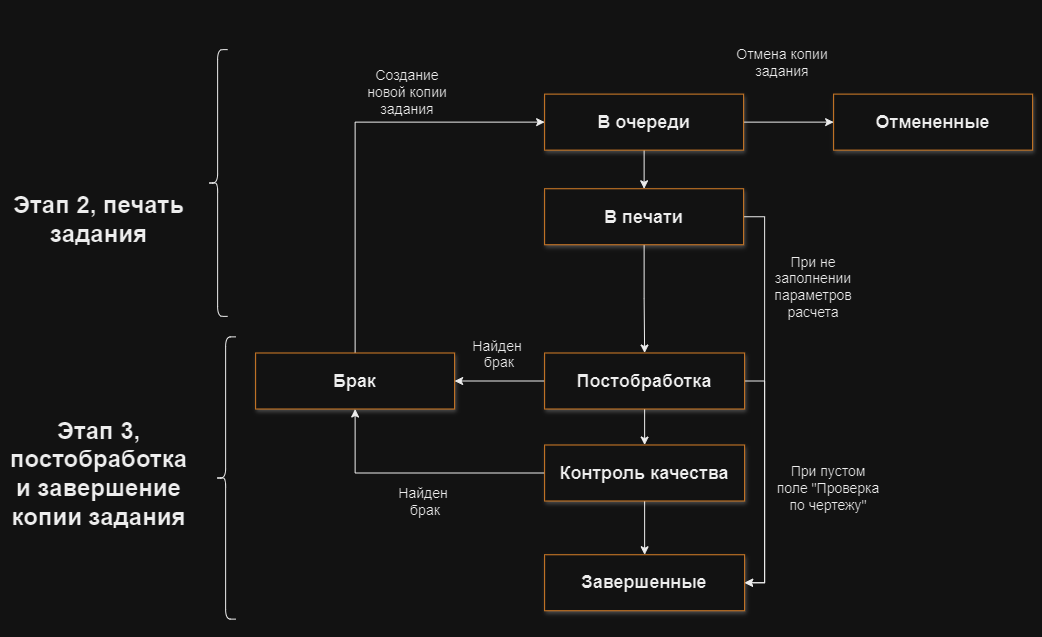 Отмена копии
задания
Создание
новой копии
задания
В очереди
Отмененные
Этап 2, печать
задания
В печати
При не
заполнении
параметров
расчета
Найден
брак
Брак
Постобработка
Этап 3,
постобработка
и завершение
копии задания
Контроль качества
При пустом
поле "Проверка
по чертежу"
Найден
брак
Завершенные